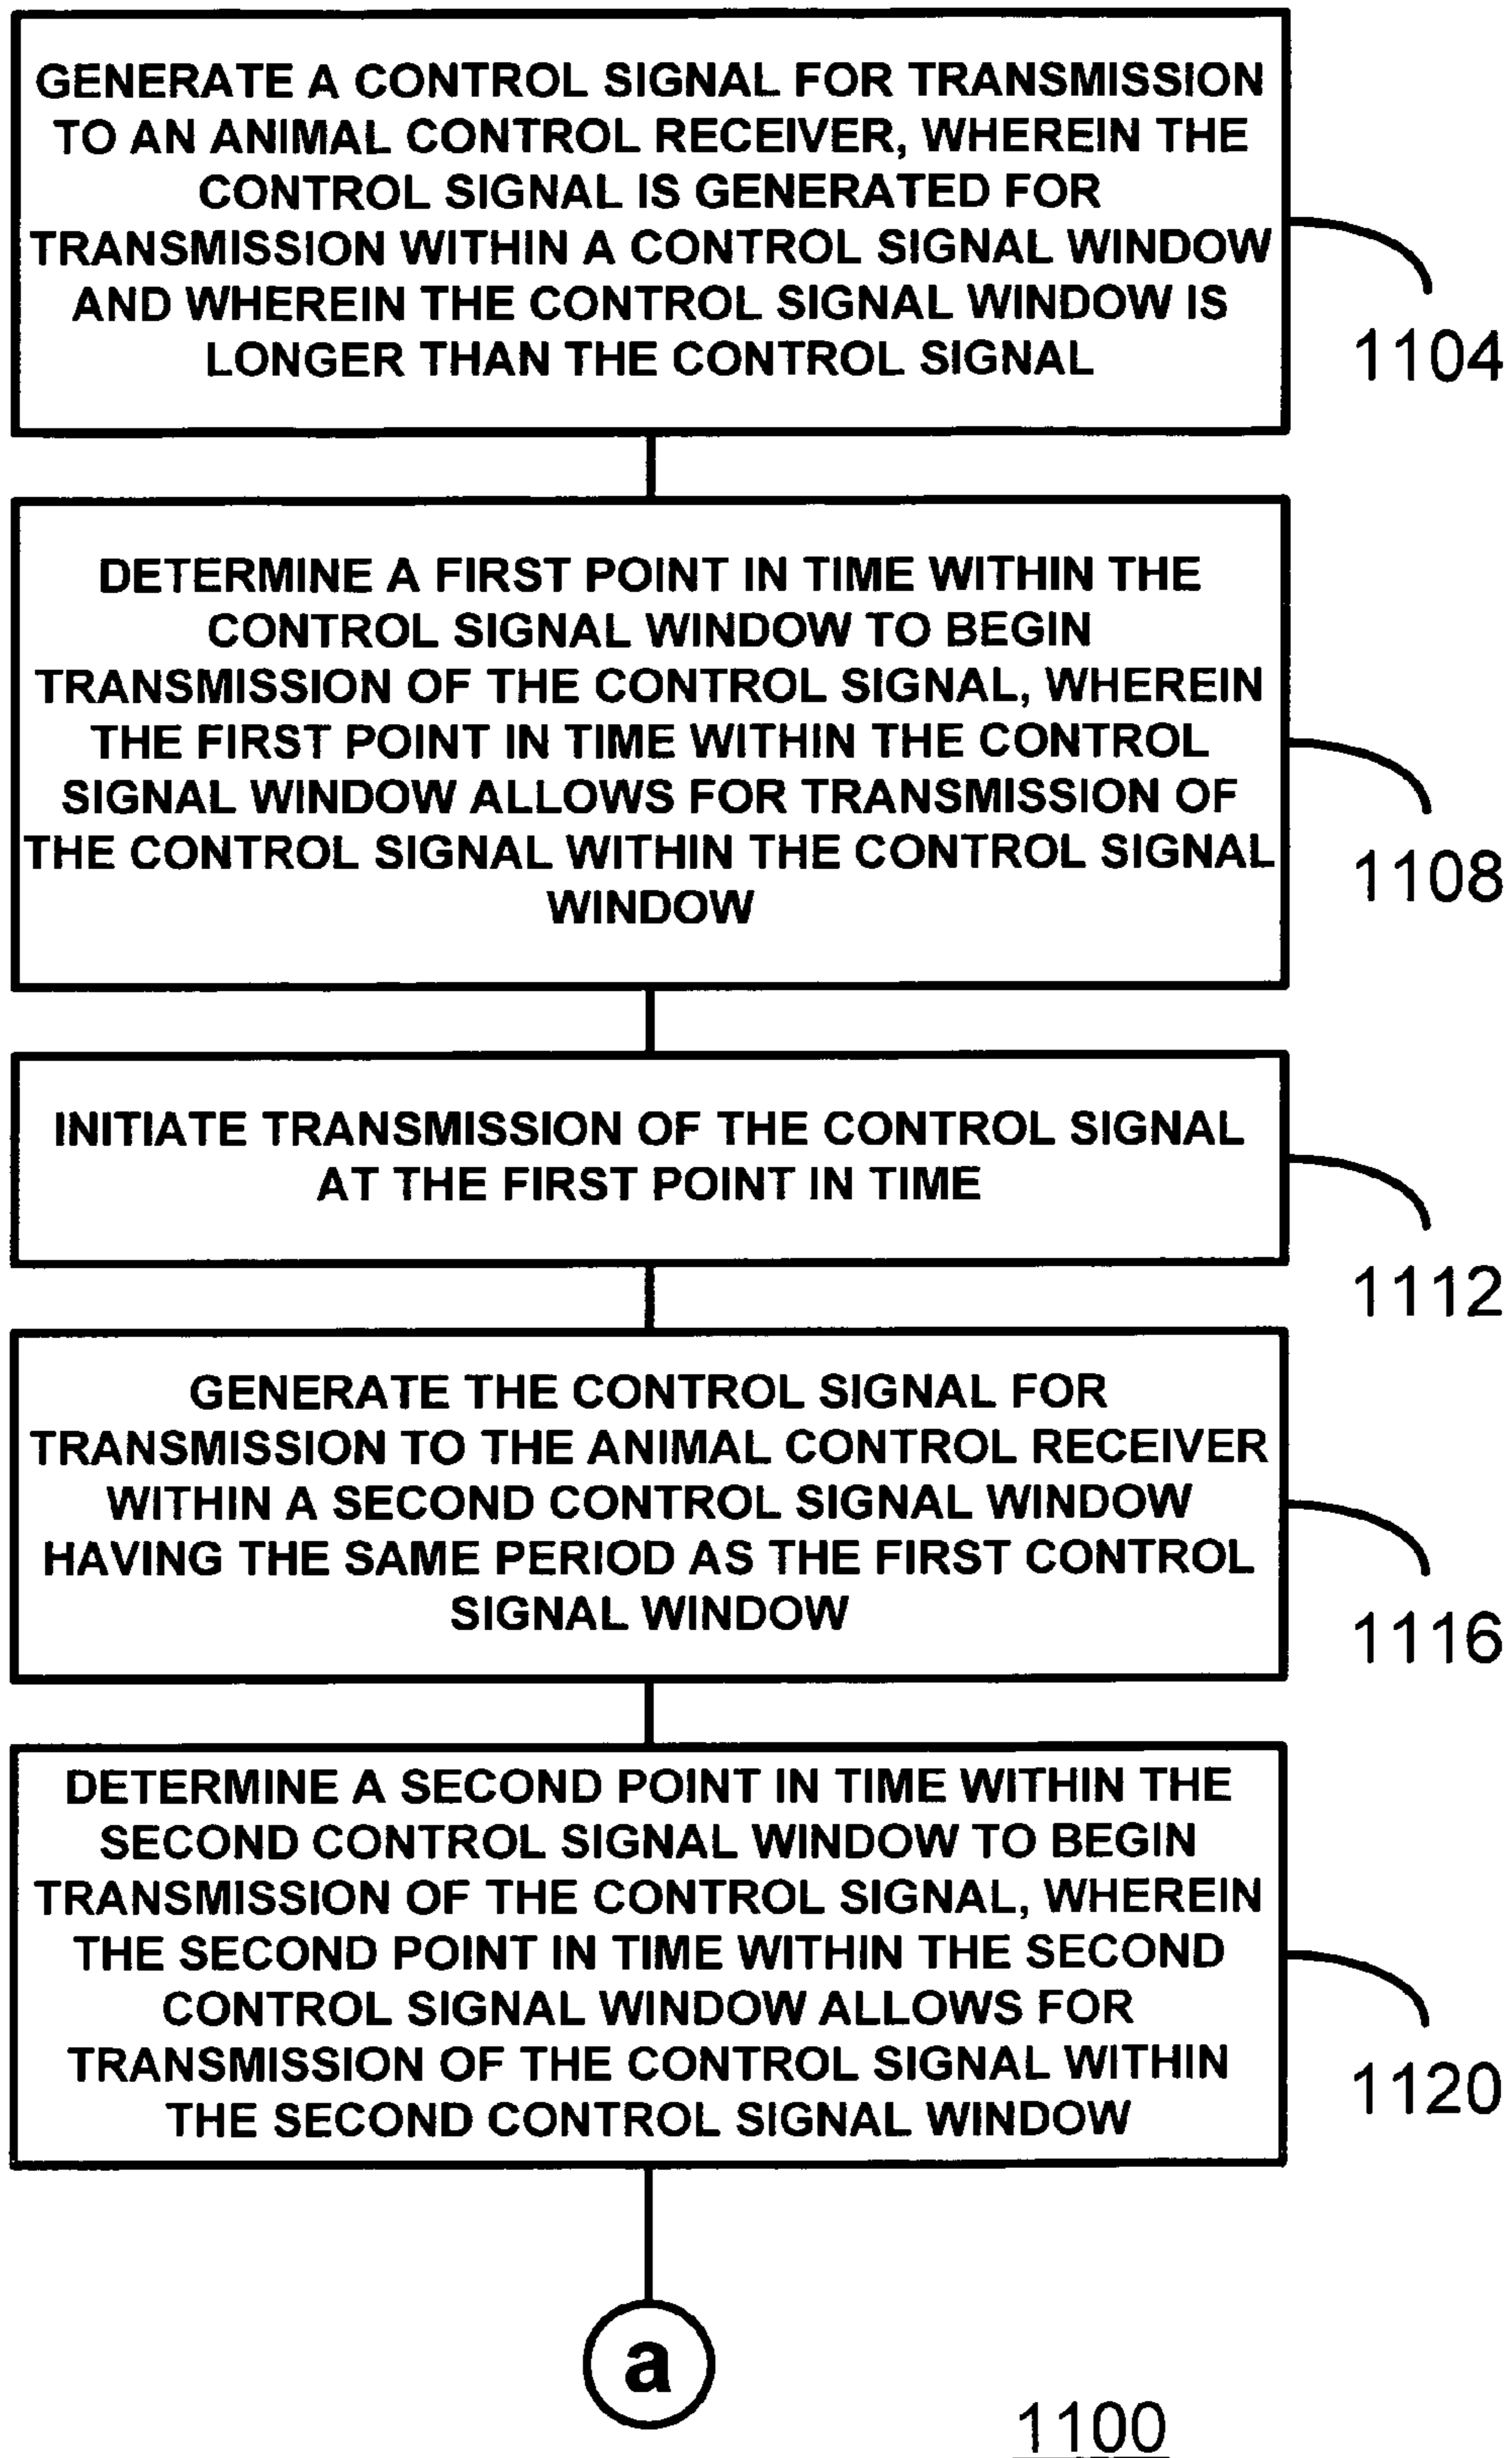 GENERATE A CONTROL SIGNAL FOR TRANSMISSION
TO AN ANIMAL CONTROL RECEIVER, WHEREIN THE
CONTROL SIGNAL IS GENERATED FOR
TRANSMISSION WITHIN A CONTROL SIGNAL WINDOW
AND WHEREIN THE CONTROL SIGNAL WINDOW IS
LONGER THAN THE CONTROL SIGNAL
1104
DETERMINE A FIRST POINT IN TIME WITHIN THE
CONTROL SIGNAL WINDOW TO BEGIN
TRANSMISSION OF THE CONTROL SIGNAL, WHEREIN
THE FIRST POINT IN TIME WITHIN THE CONTROL
SIGNAL WINDOW ALLOWS FOR TRANSMISSION OF
THE CONTROL SIGNAL WITHIN THE CONTROL SIGNAL
WINDOW
1108
INITIATE TRANSMISSION OF THE CONTROL SIGNAL
AT THE FIRST POINT IN TIME
1112
GENERATE THE CONTROL SIGNAL FOR
TRANSMISSION TO THE ANIMAL CONTROL RECEIVER
WITHIN A SECOND CONTROL SIGNAL WINDOW
HAVING THE SAME PERIOD AS THE FIRST CONTROL
SIGNAL WINDOW
1116
DETERMINE A SECOND POINT IN TIME WITHIN THE
SECOND CONTROL SIGNAL WINDOW TO BEGIN
TRANSMISSION OF THE CONTROL SIGNAL, WHEREIN
THE SECOND POINT IN TIME WITHIN THE SECOND
CONTROL SIGNAL WINDOW ALLOWS FOR
TRANSMISSION OF THE CONTROL SIGNAL WITHIN
THE SECOND CONTROL SIGNAL WINDOW
1120
a
1100